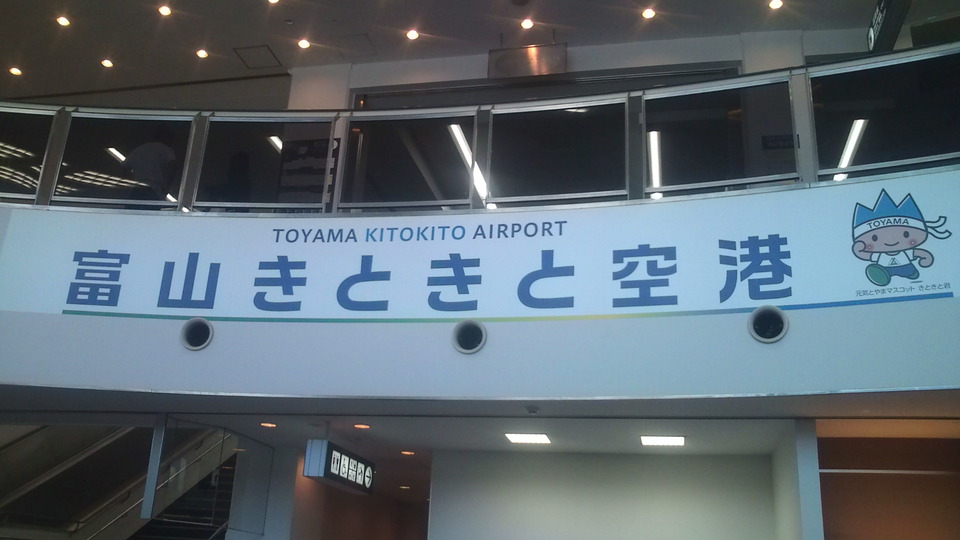 TOYAMA KITOKITO AIRPORT
富山きときと空港
TOYAMA
元気とやまマスコット きときと君